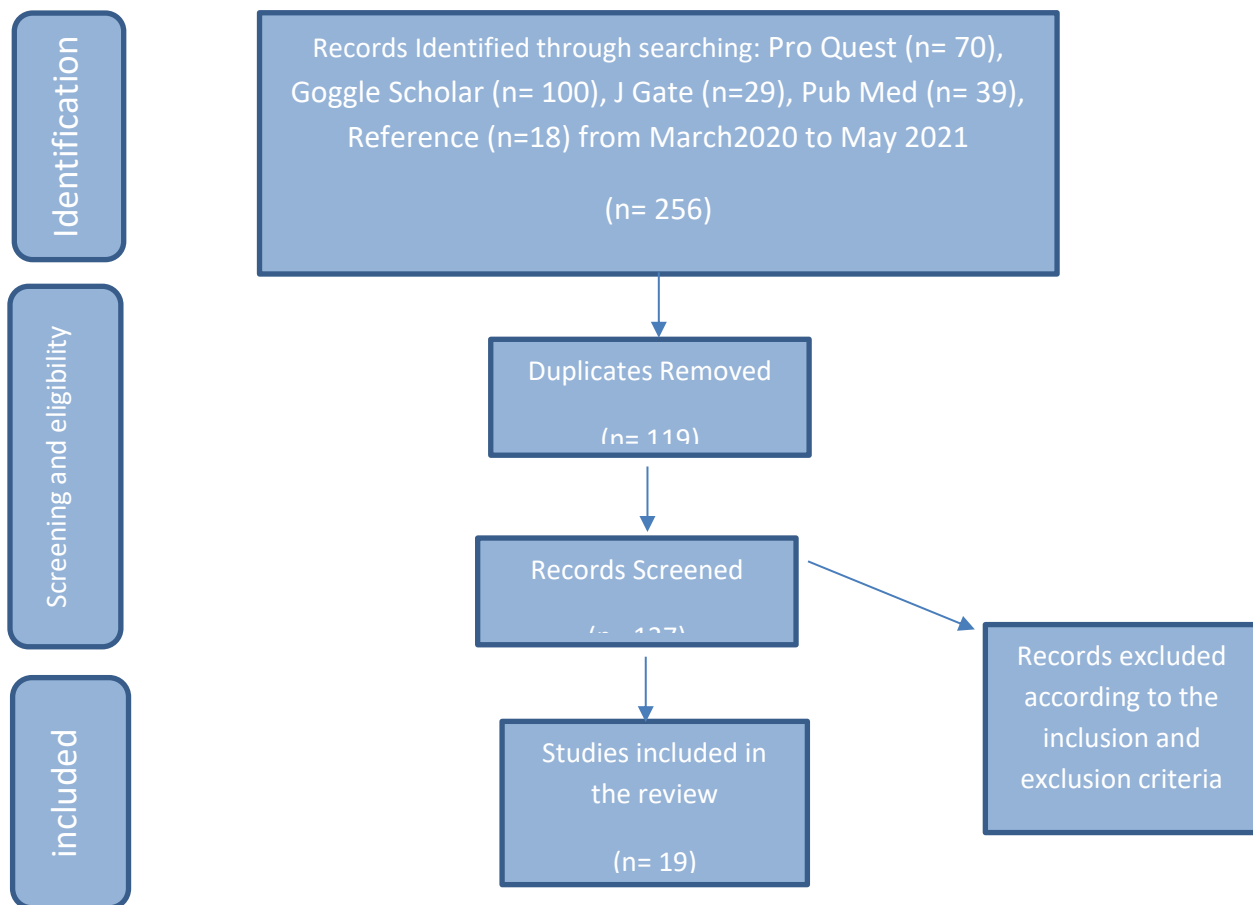 Identification
Records Identified through searching: Pro Quest (n= 70),
Goggle Scholar (n= 100), J Gate (n=29), Pub Med (n= 39),
Reference (n=18) from March2020 to May 2021
(n= 256)
Screening and eligibility
Duplicates Removed
(n= 119)
Records Screened
(n= 137)
Records excluded
according to the
inclusion and
exclusion criteria
included
Studies included in
the review
(n= 19)